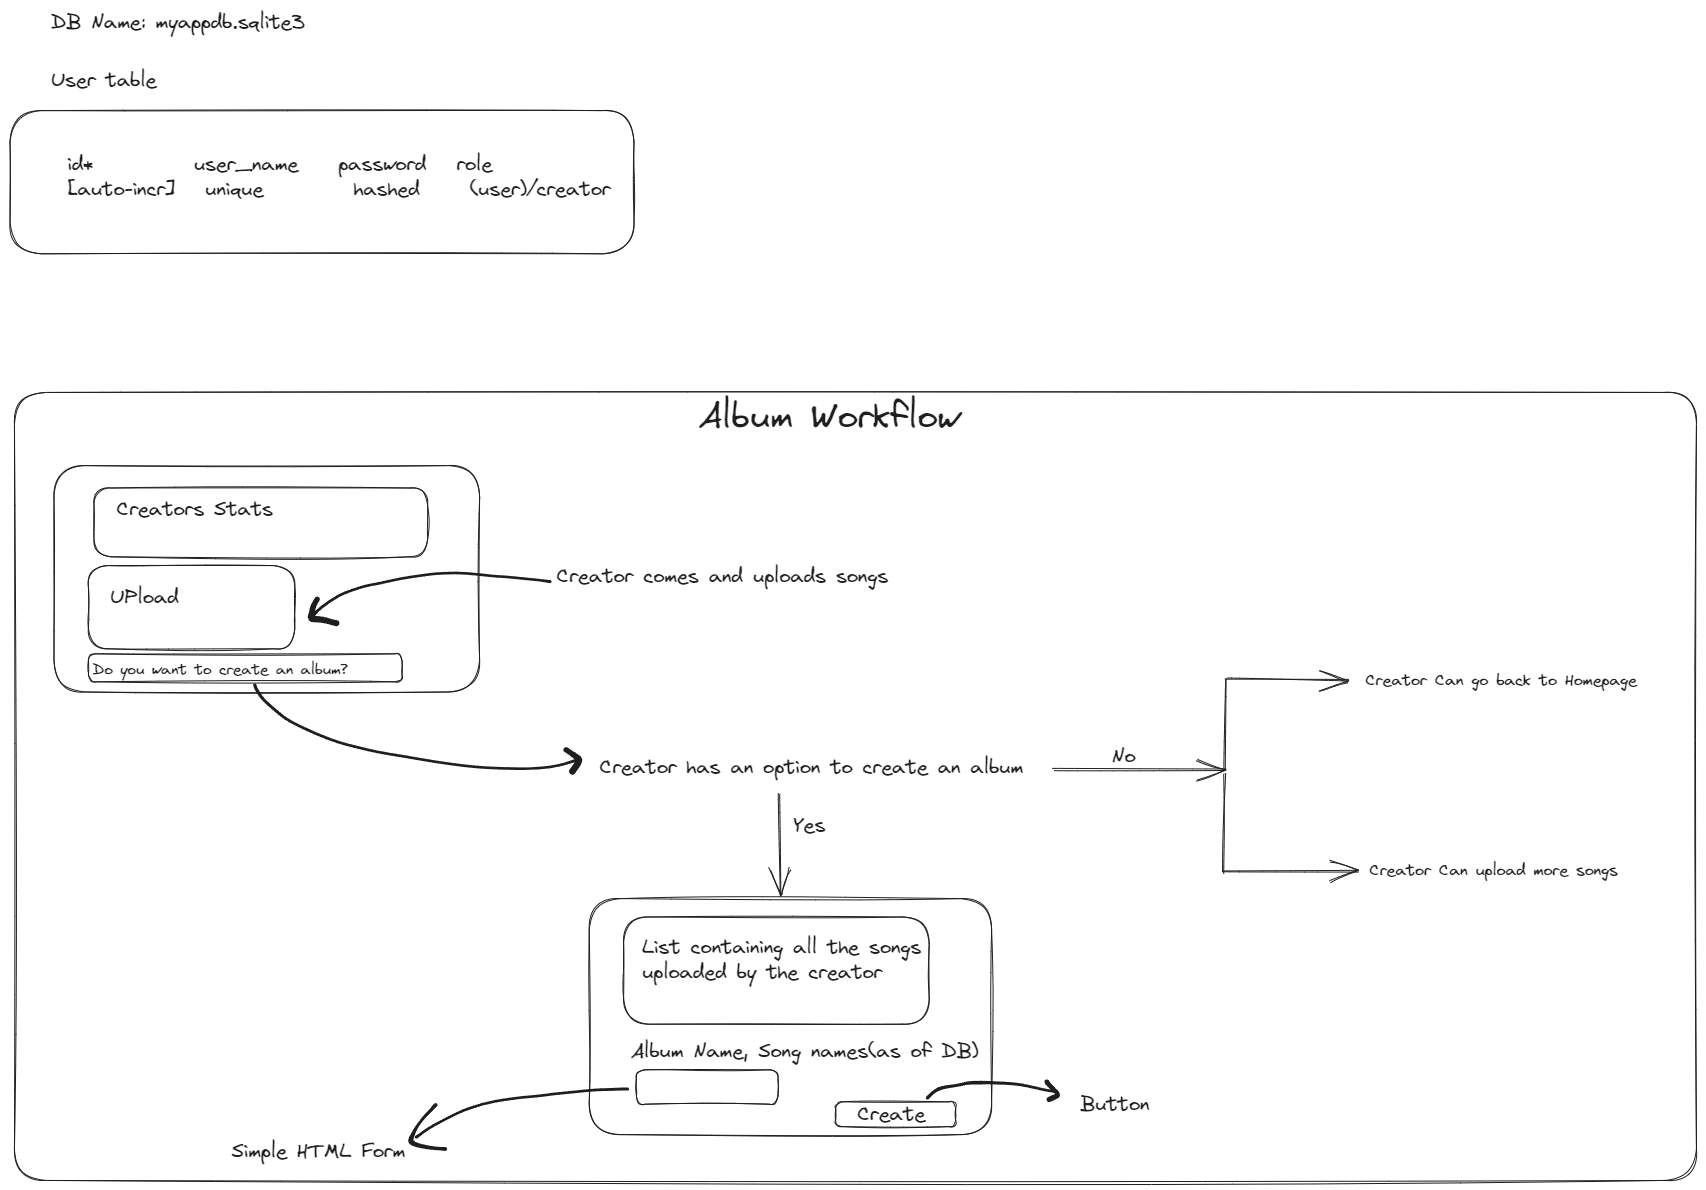 DB Name: myappdb.sqlite3
User table
id* user_name password role
[auto-incr] unique hashed (user)/creator
Album Workflow
Creators Stats
UPload
Creator comes and uploads songs
Do you want to create an album?
Creator Can go back to Homepage
No
Creator has an option to create an album
Yes
Creator Can upload more songs
List containing all the songs
uploaded by the creator
Album Name, Song names(as of DB)
Create
Button
Simple HTML Form